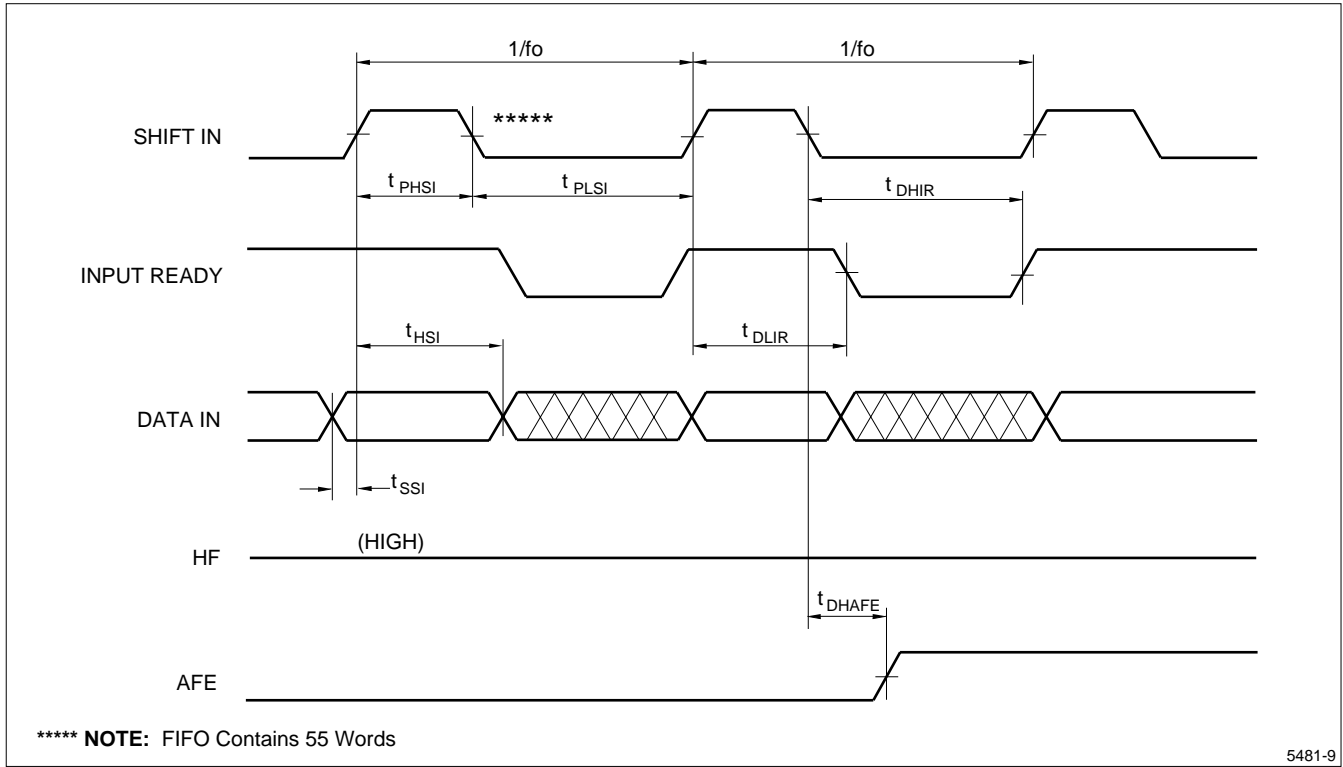 1/fo 1/fo
SHIFT IN *****
t PHSI t PLSI t DHIR
INPUT READY
t HSI t DLIR
DATA IN
t SSI
(HIGH)
HF
t DHAFE
AFE
***** NOTE: FIFO Contains 55 Words
5481-9